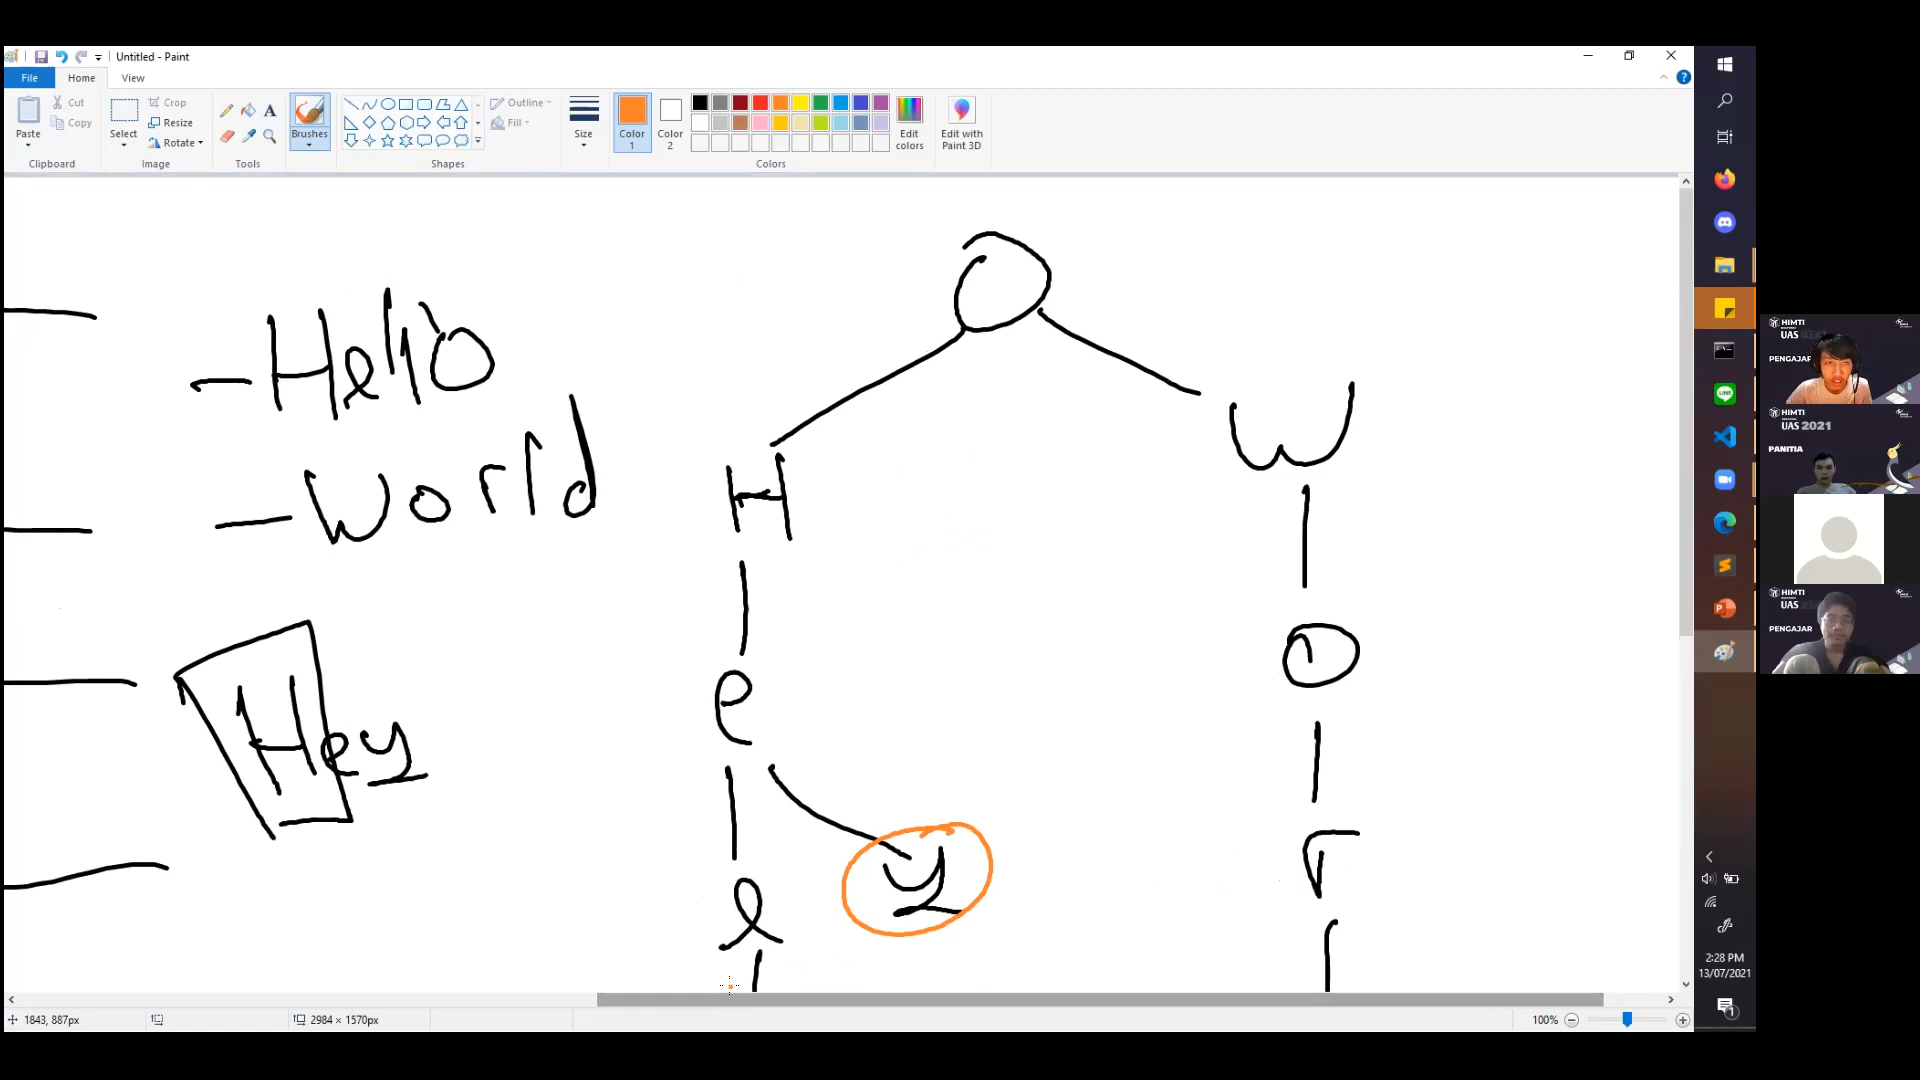 Untitled - Paint
File Home View
Paste
Cut
Copy
Clipboard
Select
Crop
Resize
Rotate
Image
Tools
Brushes
Shapes
Outline
Fill
Size
Color 1
Color 2
Edit colors
Edit with Paint 3D
Colors
- Hello
- World
Hey
H W
e o
l y r
l
1843, 887px
2984 × 1570px
100%
2:28 PM
13/07/2021
HIMTI
UAS
PENGAJAR
HIMTI
UAS 2021
PANITIA
HIMTI
UAS
PENGAJAR